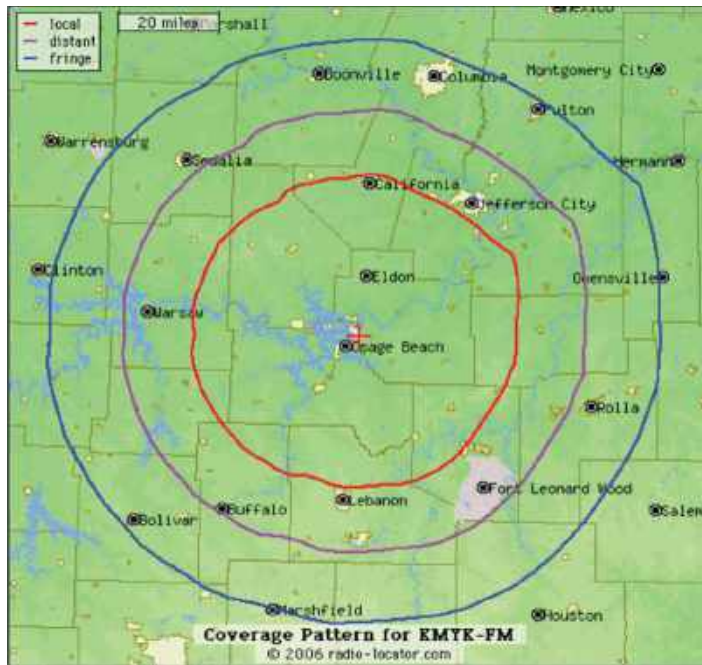 Mexico
local
20 miles
Marshall
distant
fringe
Boonville
Columbia
Montgomery City
Fulton
Warrensburg
Sedalia
Hermann
California
Jefferson City
Clinton
Eldon
Owensville
Warsaw
Osage Beach
Rolla
Fort Leonard Wood
Lebanon
Buffalo
Salem
Bolivar
Marshfield
Houston
Coverage Pattern for KMYK-FM
© 2006 radio-locator.com